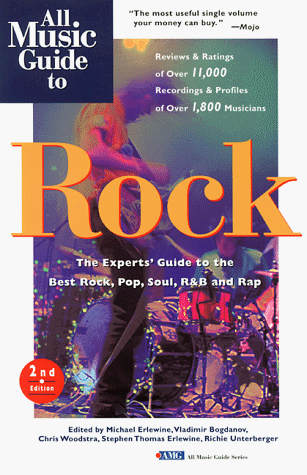 All
Music
Guide
to
"The most useful single volume
your money can buy." —Mojo
Reviews & Ratings
of Over 11,000
Recordings & Profiles
of Over 1,800 Musicians
Rock
The Experts' Guide to the
Best Rock, Pop, Soul, R&B and Rap
2nd
Edition
Edited by Michael Erlewine, Vladimir Bogdanov,
Chris Woodstra, Stephen Thomas Erlewine, Richie Unterberger
AMG All Music Guide Series